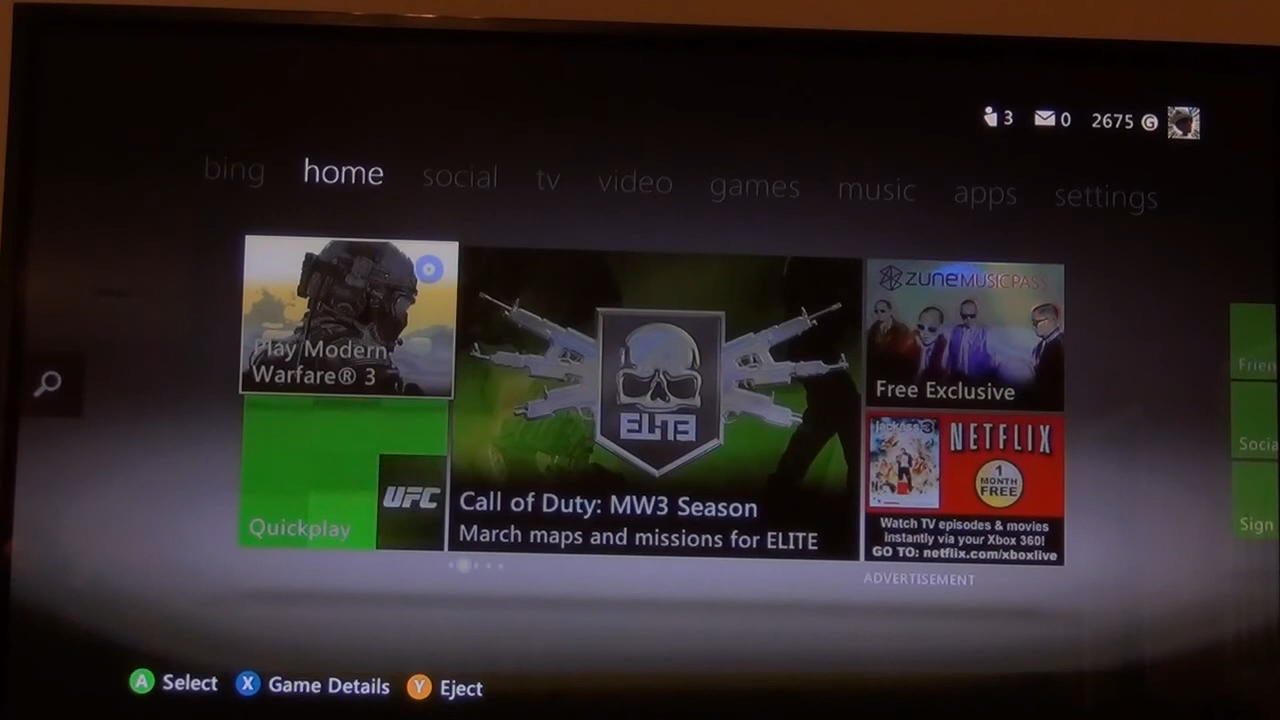 3 0 2675 G
bing home social tv video games music apps settings
Play Modern
Warfare® 3
Quickplay
UFC
ELITE
Call of Duty: MW3 Season
March maps and missions for ELITE
ZUNE MUSIC PASS
Free Exclusive
jackass 3
NETFLIX
1
MONTH
FREE
Watch TV episodes & movies
instantly via your Xbox 360!
GO TO: netflix.com/xboxlive
ADVERTISEMENT
Frien
Socia
Sign
A Select X Game Details Y Eject